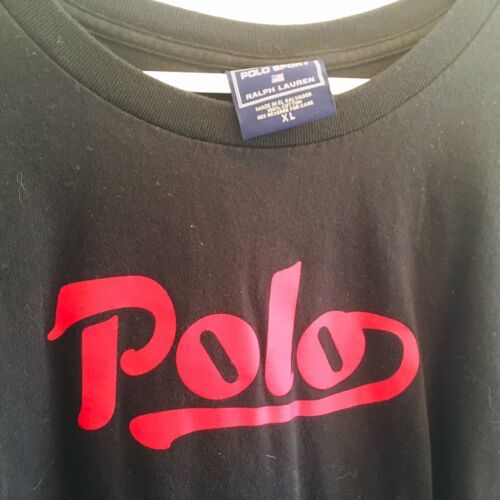 POLO SPORT
RALPH LAUREN
MADE IN EL SALVADOR
100% COTTON
SEE REVERSE FOR CARE
XL
Polo